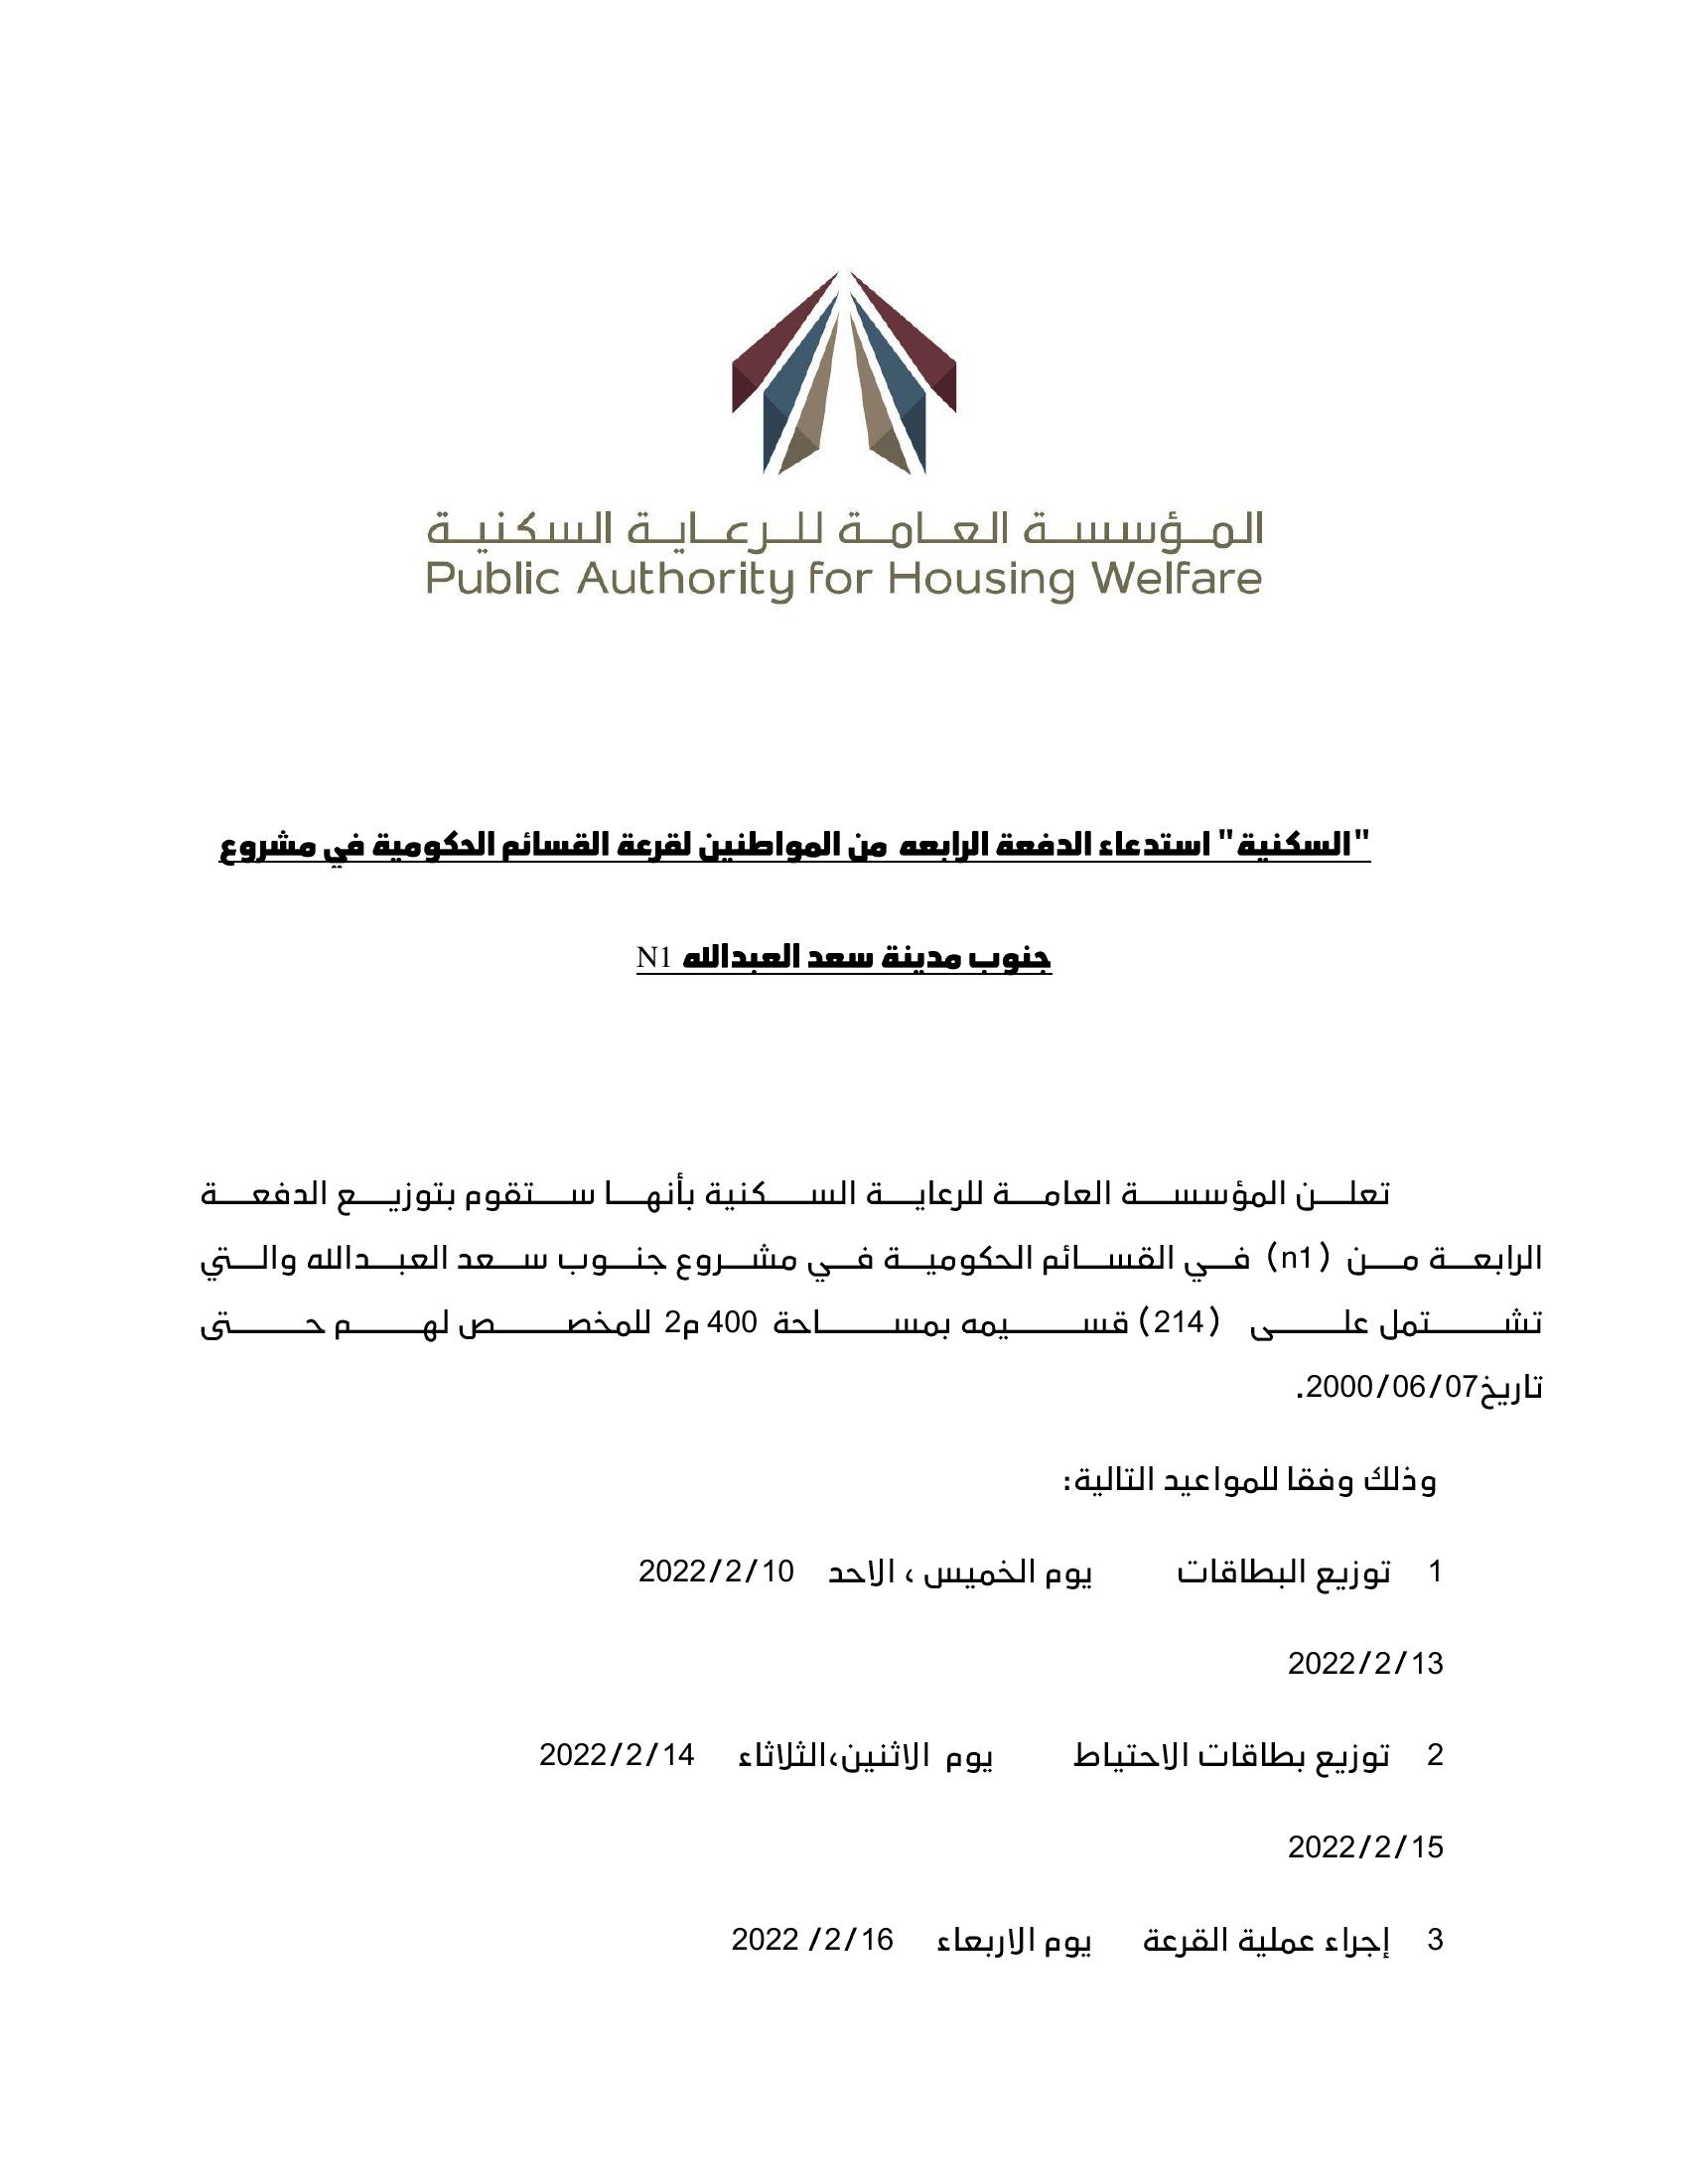 المؤسسة العامة للرعاية السكنية
Public Authority for Housing Welfare
"السكنية" استدعاء الدفعة الرابعه من المواطنين لقرعة القسائم الحكومية في مشروع
جنوب مدينة سعد العبدالله N1
تعلن المؤسسة العامة للرعاية السكنية بأنها ستقوم بتوزيع الدفعة
الرابعة من (n1) في القسائم الحكومية في مشروع جنوب سعد العبدالله والتي
تشتمل على (214) قسيمه بمساحة 400 م2 للمخصص لهم حتى
تاريخ2000/06/07.
وذلك وفقا للمواعيد التالية:
1 توزيع البطاقات يوم الخميس ، الاحد 2022/2/10
2022/2/13
2 توزيع بطاقات الاحتياط يوم الاثنين،الثلاثاء 2022/2/14
2022/2/15
3 إجراء عملية القرعة يوم الاربعاء 2022 /2/16